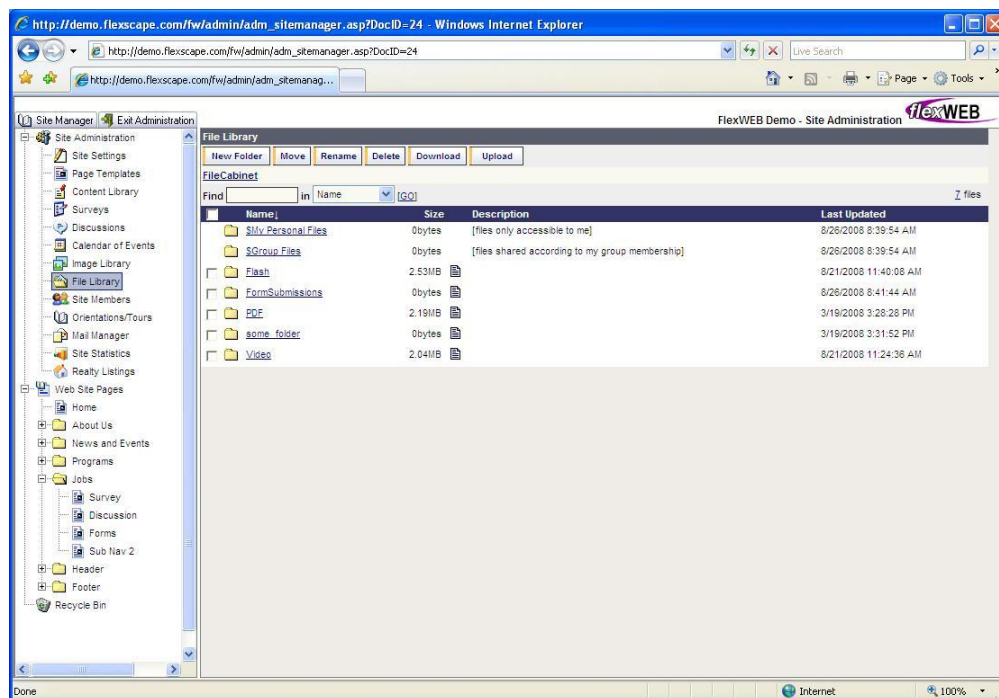 http://demo.flexscape.com/fw/admin/adm_sitemanager.asp?DocID=24 - Windows Internet Explorer
http://demo.flexscape.com/fw/admin/adm_sitemanager.asp?DocID=24
Live Search
http://demo.flexscape.com/fw/admin/adm_sitemanag...
Page
Tools
Site Manager
Exit Administration
FlexWEB Demo - Site Administration
flexWEB
Site Administration
Site Settings
Page Templates
Content Library
Surveys
Discussions
Calendar of Events
Image Library
File Library
Site Members
Orientations/Tours
Mail Manager
Site Statistics
Realty Listings
Web Site Pages
Home
About Us
News and Events
Programs
Jobs
Survey
Discussion
Forms
Sub Nav 2
Header
Footer
Recycle Bin
File Library
New Folder Move Rename Delete Download Upload
FileCabinet
Find in Name [GO] 7 files
Name↓ Size Description Last Updated
$My Personal Files 0bytes [files only accessible to me] 8/26/2008 8:39:54 AM
$Group Files 0bytes [files shared according to my group membership] 8/26/2008 8:39:54 AM
Flash 2.53MB 8/21/2008 11:40:08 AM
FormSubmissions 0bytes 8/26/2008 8:41:44 AM
PDF 2.19MB 3/19/2008 3:28:28 PM
some_folder 0bytes 3/19/2008 3:31:52 PM
Video 2.04MB 8/21/2008 11:24:36 AM
Done
Internet
100%